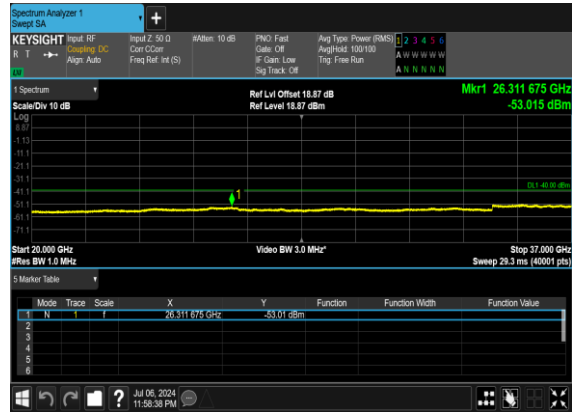 Spectrum Analyzer 1
Swept SA
+
KEYSIGHT Input: RF Input Z: 50 Ω #Atten: 10 dB PNO: Fast Avg Type: Power (RMS) 1 2 3 4 5 6
R T Coupling: DC Corr CCorr Gate: Off Avg|Hold: 100/100 A W W W W W
Align: Auto Freq Ref: Int (S) IF Gain: Low Trig: Free Run
Sig Track: Off A N N N N N
1 Spectrum
Ref Lvl Offset 18.87 dB Mkr1 26.311 675 GHz
Scale/Div 10 dB Ref Level 18.87 dBm -53.015 dBm
Log
8.87
-1.13
-11.1
-21.1
-31.1
DL1 -40.00 dBm
-41.1
1
-51.1
-61.1
-71.1
Start 20.000 GHz Video BW 3.0 MHz* Stop 37.000 GHz
#Res BW 1.0 MHz Sweep 29.3 ms (40001 pts)
5 Marker Table
Mode Trace Scale X Y Function Function Width Function Value
1 N 1 f 26.311 675 GHz -53.01 dBm
2
3
4
5
6
? Jul 06, 2024
11:58:38 PM